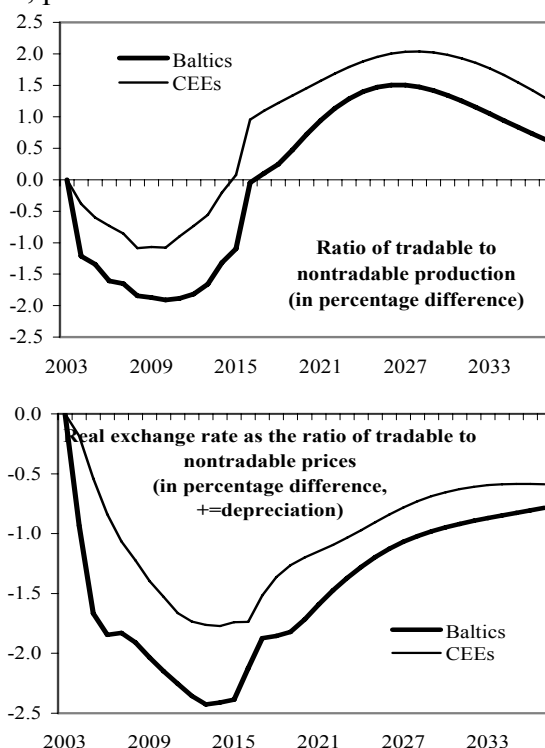 2.5
2.0
1.5
1.0
0.5
0.0
-0.5
-1.0
-1.5
-2.0
-2.5
Baltics
CEEs
Ratio of tradable to
nontradable production
(in percentage difference)
2003 2009 2015 2021 2027 2033
0.0
-0.5
-1.0
-1.5
-2.0
-2.5
Real exchange rate as the ratio of tradable to
nontradable prices
(in percentage difference,
+=depreciation)
Baltics
CEEs
2003 2009 2015 2021 2027 2033